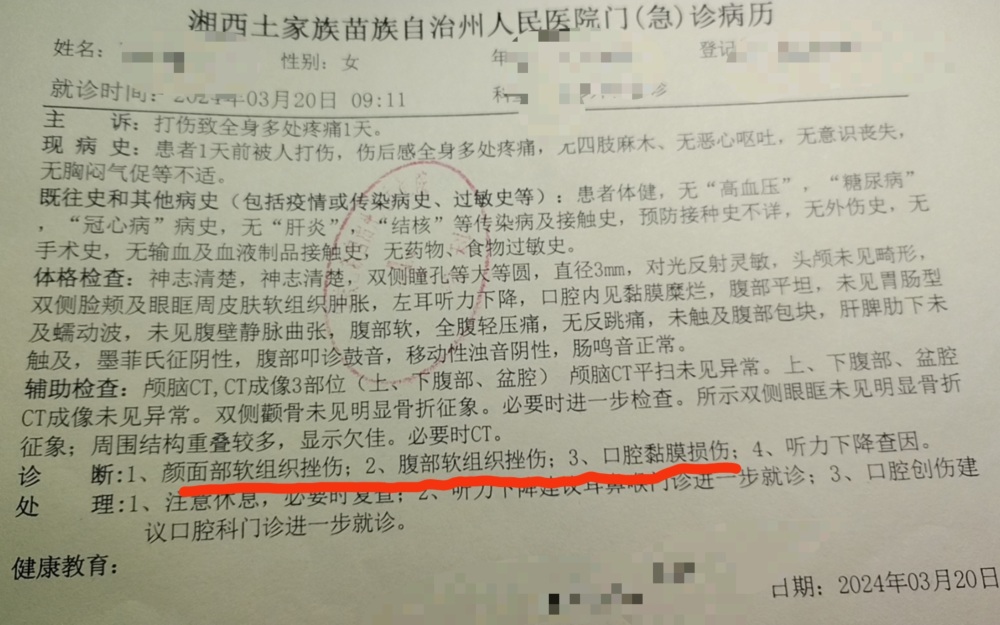 湘西土家族苗族自治州人民医院门(急)诊病历
姓名： 性别：女 年 登记
就诊时间：2024年03月20日 09:11 科 诊
主 诉：打伤致全身多处疼痛1天。
现 病 史：患者1天前被人打伤，伤后感全身多处疼痛，无四肢麻木、无恶心呕吐，无意识丧失，
无胸闷气促等不适。
既往史和其他病史（包括疫情或传染病史、过敏史等）：患者体健，无“高血压”，“糖尿病”
，“冠心病”病史，无“肝炎”，“结核”等传染病及接触史，预防接种史不详，无外伤史，无
手术史，无输血及血液制品接触史，无药物、食物过敏史。
体格检查：神志清楚，神志清楚，双侧瞳孔等大等圆，直径3mm，对光反射灵敏，头颅未见畸形，
双侧脸颊及眼眶周皮肤软组织肿胀，左耳听力下降，口腔内见黏膜糜烂，腹部平坦，未见胃肠型
及蠕动波，未见腹壁静脉曲张，腹部软，全腹轻压痛，无反跳痛，未触及腹部包块，肝脾肋下未
触及，墨菲氏征阴性，腹部叩诊鼓音，移动性浊音阴性，肠鸣音正常。
辅助检查：颅脑CT,CT成像3部位（上、下腹部、盆腔） 颅脑CT平扫未见异常。上、下腹部、盆腔
CT成像未见异常。双侧颧骨未见明显骨折征象。必要时进一步检查。所示双侧眼眶未见明显骨折
征象；周围结构重叠较多，显示欠佳。必要时CT。
诊 断:1、颜面部软组织挫伤；2、腹部软组织挫伤；3、口腔黏膜损伤；4、听力下降查因。
处 理:1、注意休息，必要时复查；2、听力下降建议耳鼻喉门诊进一步就诊；3、口腔创伤建
议口腔科门诊进一步就诊。
健康教育：
日期：2024年03月20日